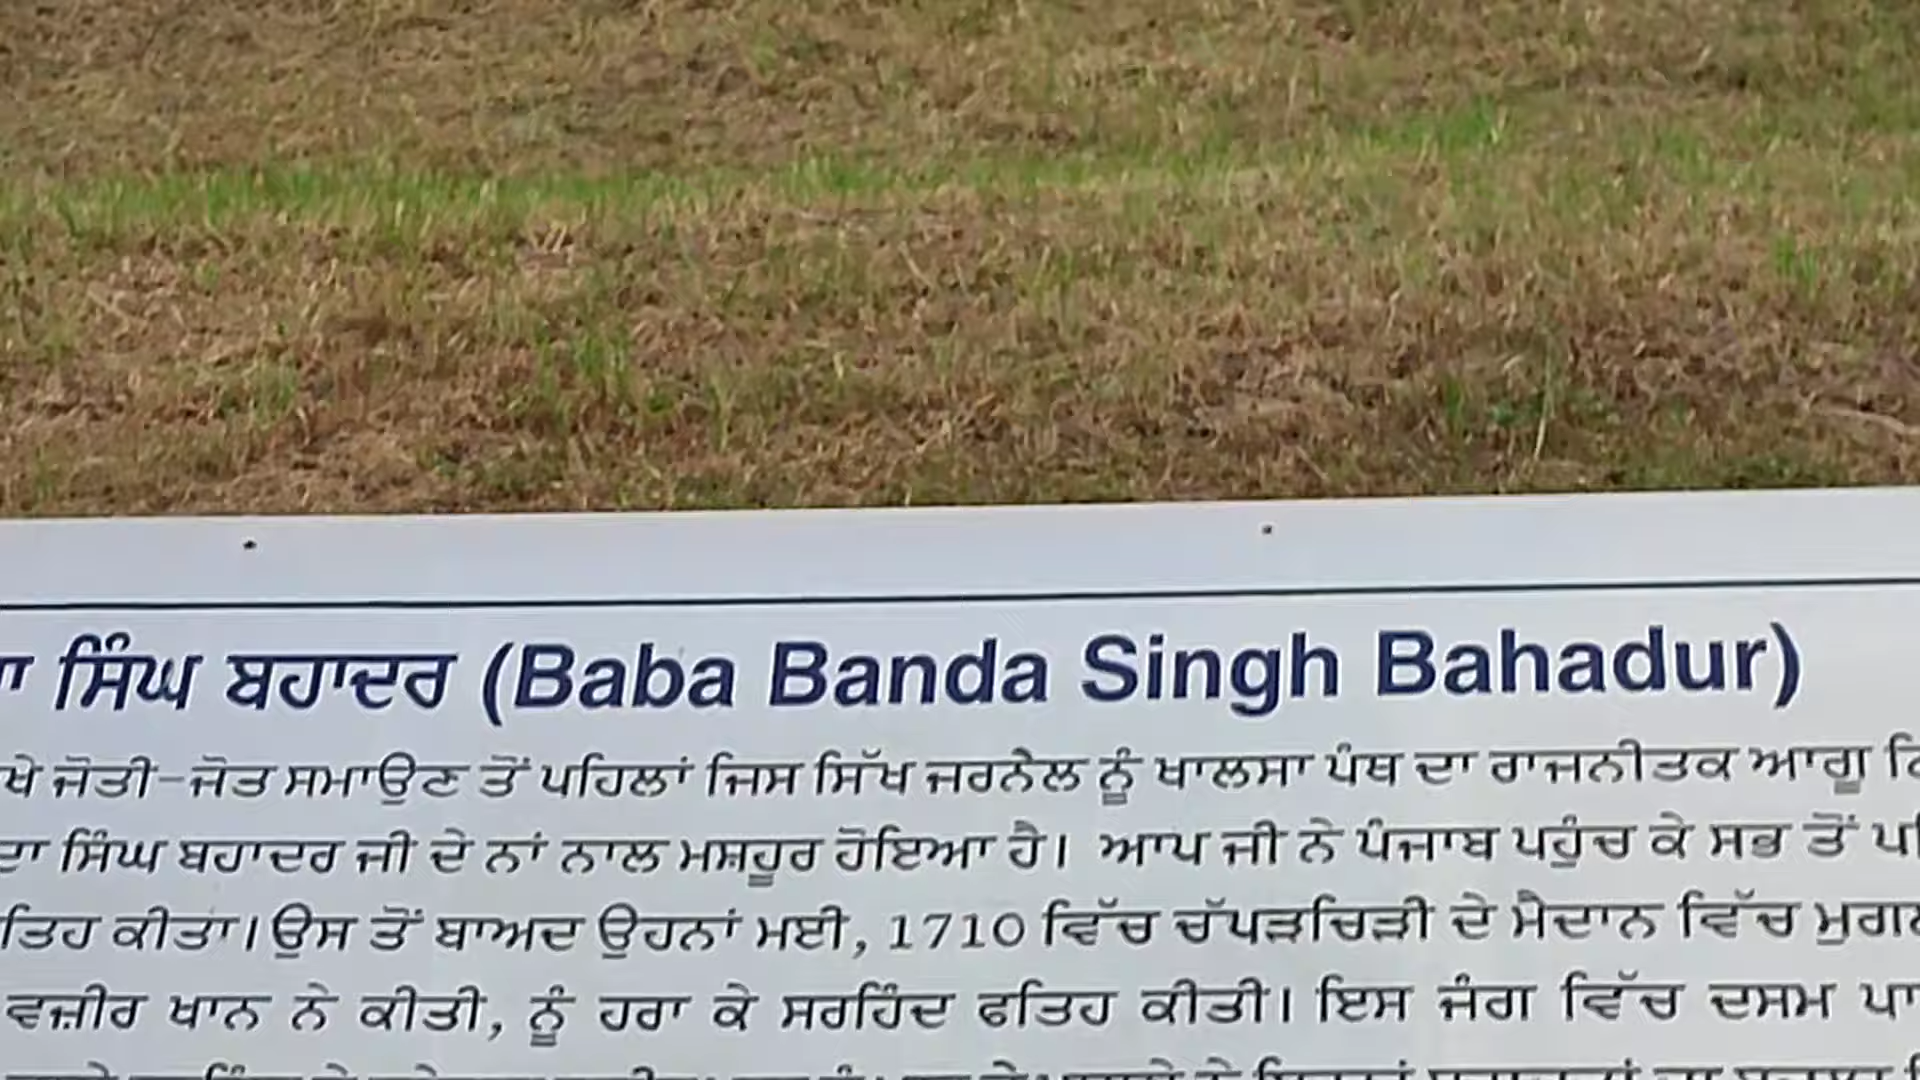 ਸਿੰਘ ਬਹਾਦਰ (Baba Banda Singh Bahadur)
ਜੋਤੀ-ਜੋਤ ਸਮਾਉਣ ਤੋਂ ਪਹਿਲਾਂ ਜਿਸ ਸਿੱਖ ਜਰਨੈਲ ਨੂੰ ਖਾਲਸਾ ਪੰਥ ਦਾ ਰਾਜਨੀਤਕ ਆਗੂ
ਸਿੰਘ ਬਹਾਦਰ ਜੀ ਦੇ ਨਾਂ ਨਾਲ ਮਸ਼ਹੂਰ ਹੋਇਆ ਹੈ। ਆਪ ਜੀ ਨੇ ਪੰਜਾਬ ਪਹੁੰਚ ਕੇ ਸਭ ਤੋਂ
ਕੀਤਾ। ਉਸ ਤੋਂ ਬਾਅਦ ਉਹਨਾਂ ਮਈ, 1710 ਵਿੱਚ ਚੱਪੜਚਿੜੀ ਦੇ ਮੈਦਾਨ ਵਿੱਚ
ਵਜ਼ੀਰ ਖਾਨ ਨੇ ਕੀਤੀ, ਨੂੰ ਹਰਾ ਕੇ ਸਰਹਿੰਦ ਫਤਿਹ ਕੀਤੀ। ਇਸ ਜੰਗ ਵਿੱਚ ਦਸਮ